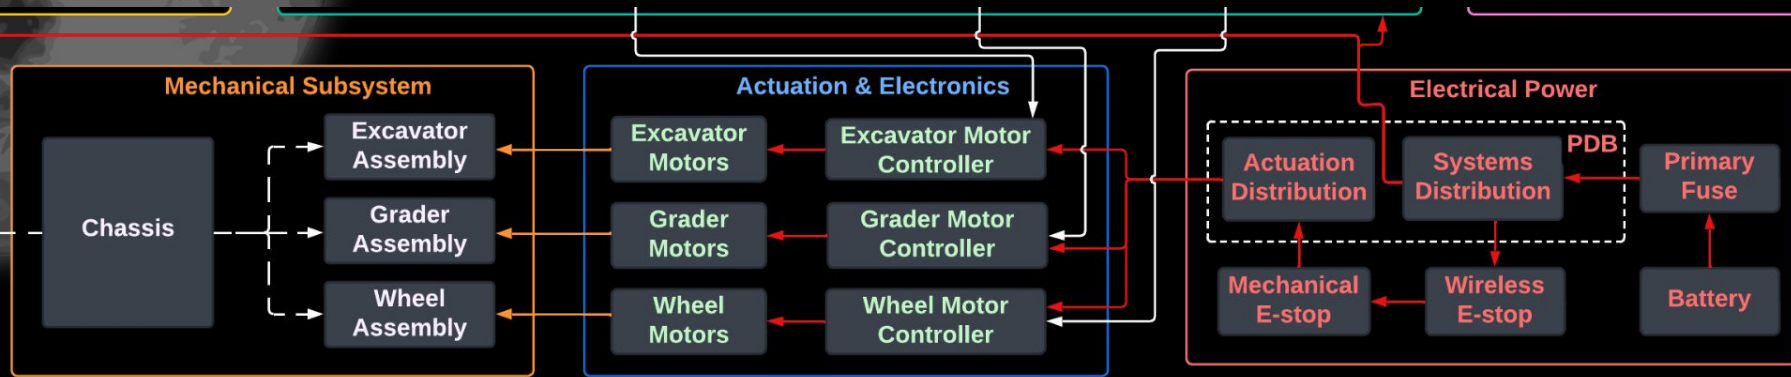 Mechanical Subsystem
Chassis
Excavator
Assembly
Grader
Assembly
Wheel
Assembly
Actuation & Electronics
Excavator
Motors
Excavator Motor
Controller
Grader
Motors
Grader Motor
Controller
Wheel
Motors
Wheel Motor
Controller
Electrical Power
PDB
Actuation
Distribution
Systems
Distribution
Primary
Fuse
Mechanical
E-stop
Wireless
E-stop
Battery